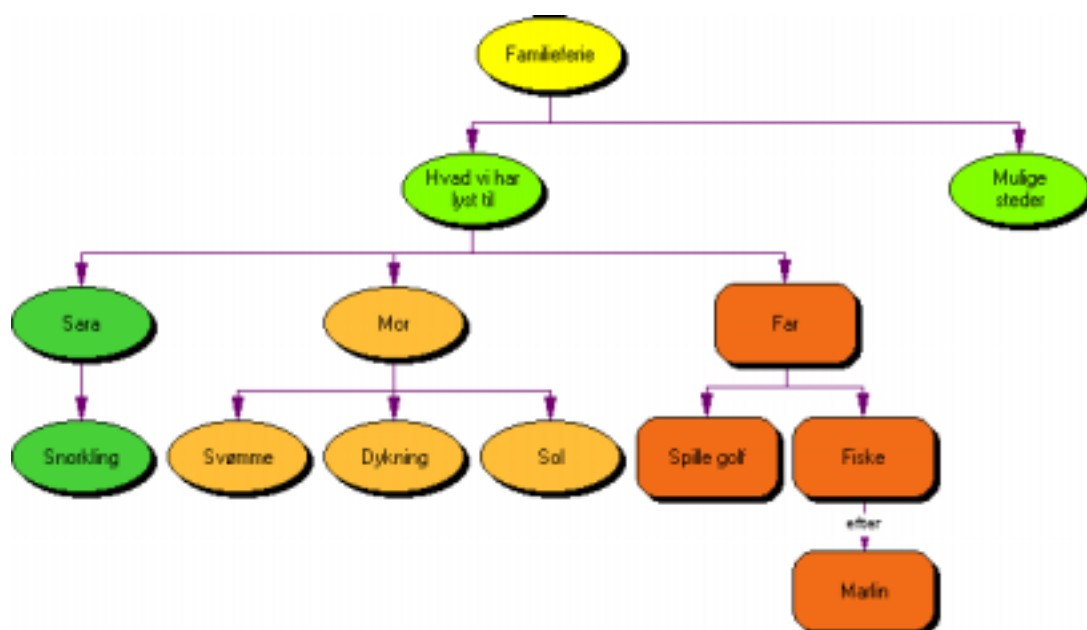 Familieferie
Hvad vi har
lyst til
Mulige
steder
Sara
Mor
Far
Snorkling
Svømme
Dykning
Sol
Spille golf
Fiske
efter
Marlin